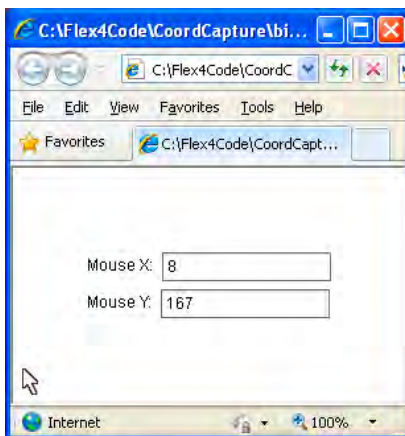 C:\Flex4Code\CoordCapture\bi...
C:\Flex4Code\CoordC
File Edit View Favorites Tools Help
Favorites C:\Flex4Code\CoordCapt...
Mouse X: 8
Mouse Y: 167
Internet 100%